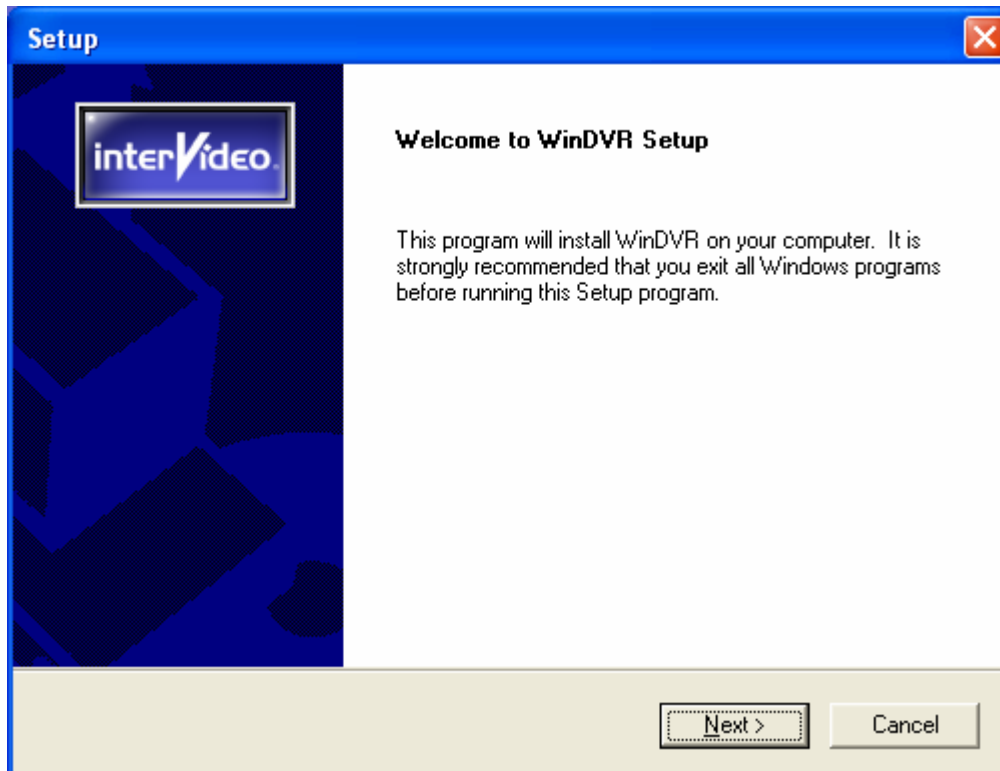 Setup
interVideo.
Welcome to WinDVR Setup
This program will install WinDVR on your computer.  It is
strongly recommended that you exit all Windows programs
before running this Setup program.
Next >
Cancel